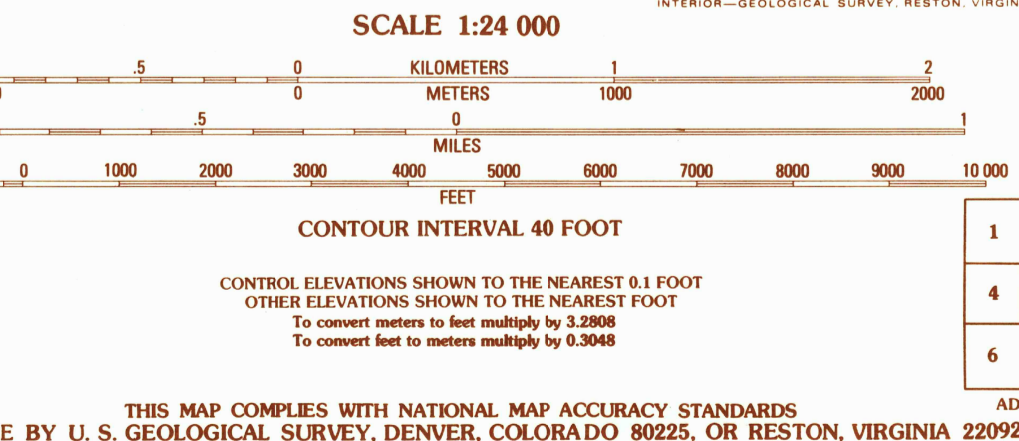 INTERIOR—GEOLOGICAL SURVEY, RESTON, VIRGIN
SCALE 1:24 000
.5 0 KILOMETERS 1 2
0 METERS 1000 2000
.5 0 1
MILES
0 1000 2000 3000 4000 5000 6000 7000 8000 9000 10 000
FEET
CONTOUR INTERVAL 40 FOOT
1
CONTROL ELEVATIONS SHOWN TO THE NEAREST 0.1 FOOT
OTHER ELEVATIONS SHOWN TO THE NEAREST FOOT
4
To convert meters to feet multiply by 3.2808
To convert feet to meters multiply by 0.3048
6
THIS MAP COMPLIES WITH NATIONAL MAP ACCURACY STANDARDS
AD
E BY U. S. GEOLOGICAL SURVEY, DENVER, COLORADO 80225, OR RESTON, VIRGINIA 22092